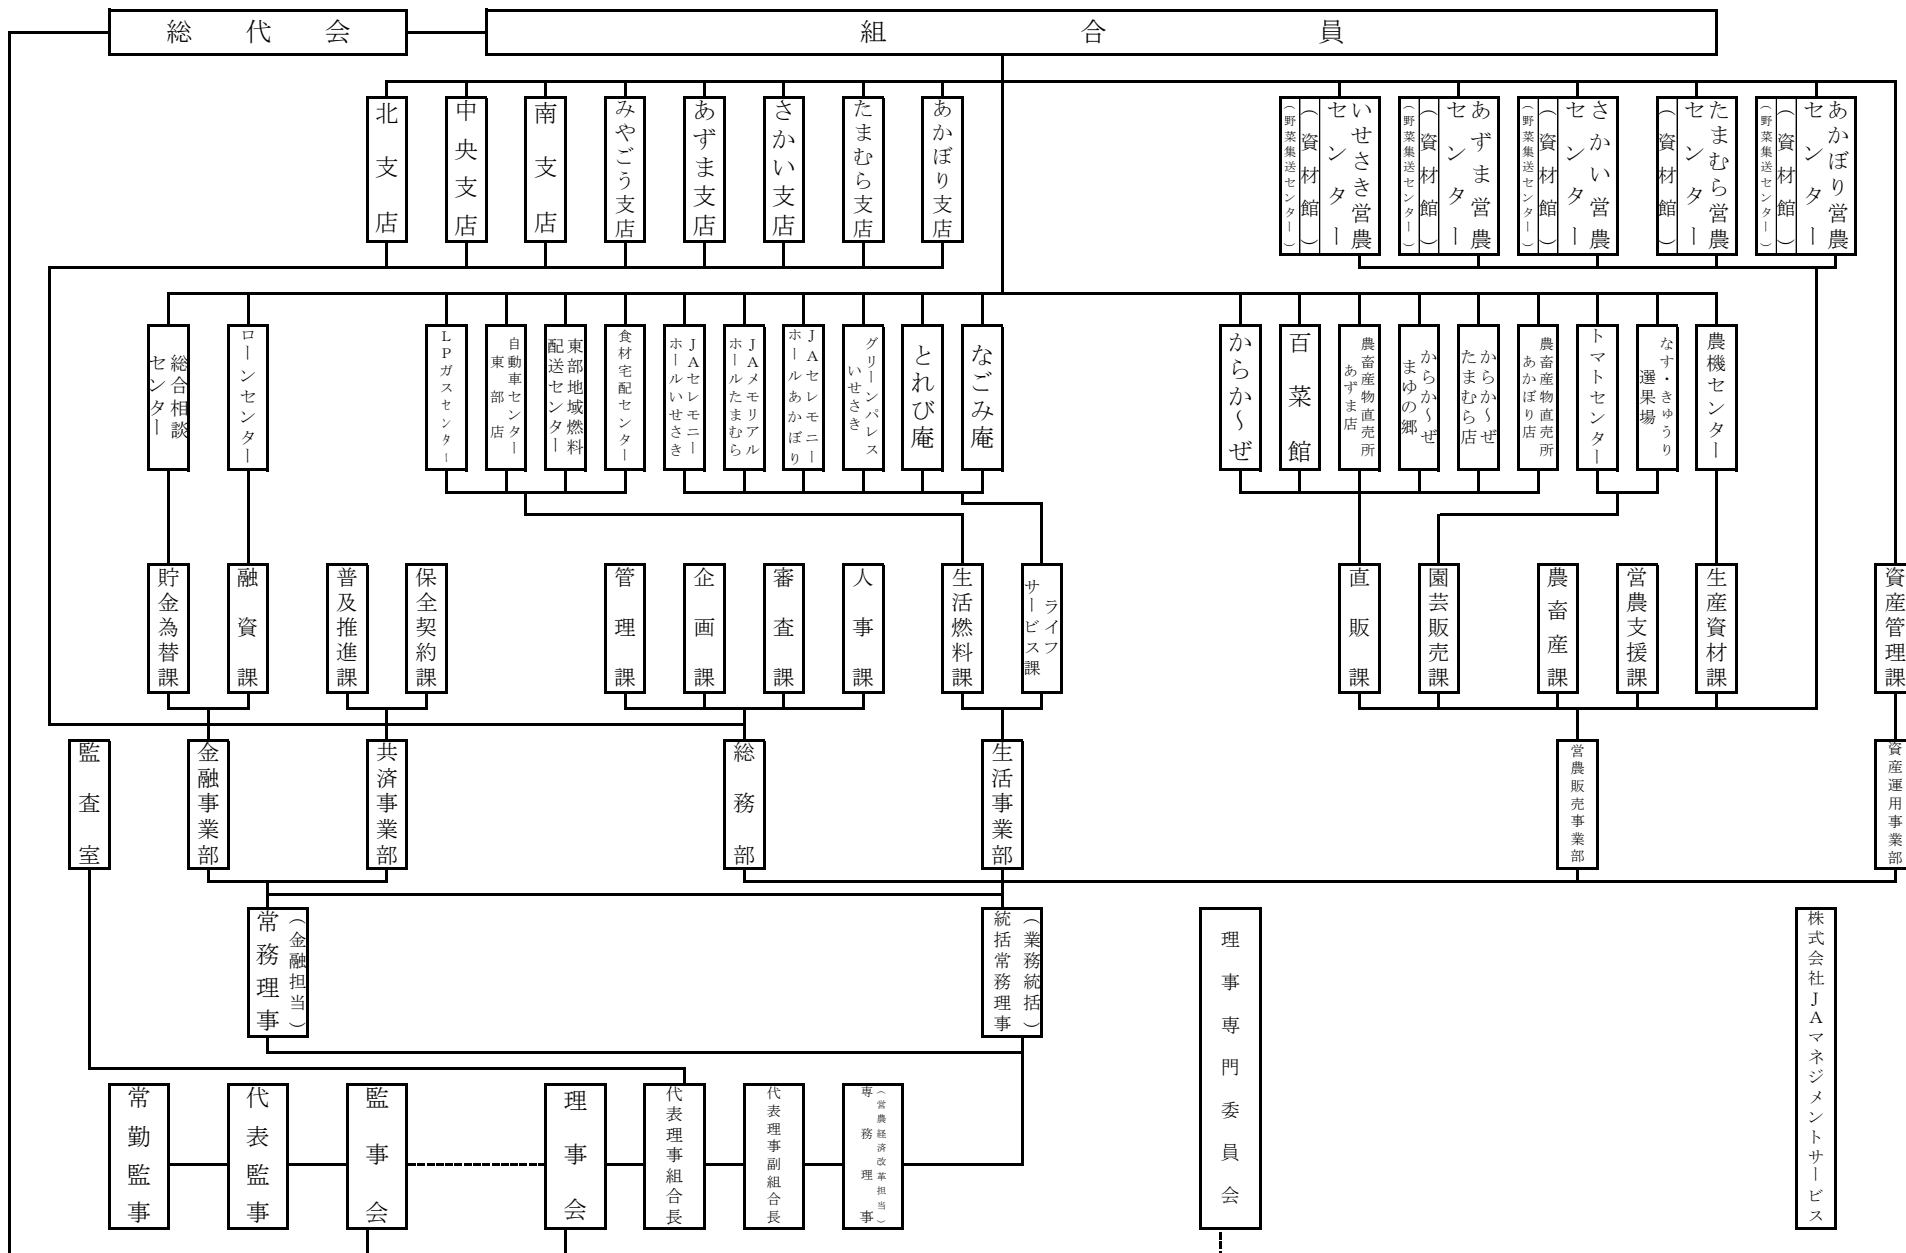 総代会
組合員
北支店
中央支店
南支店
みやごう支店
あずま支店
さかい支店
たまむら支店
あかぼり支店
いせさき営農
センター
（資材館）
（野菜集送センター）
あずま営農
センター
（資材館）
（野菜集送センター）
さかい営農
センター
（資材館）
（野菜集送センター）
たまむら営農
センター
（資材館）
あかぼり営農
センター
（資材館）
（野菜集送センター）
総合相談
センター
ローンセンター
LPガスセンター
自動車センター
東部店
東部地域燃料
配送センター
食材宅配センター
JAセレモニー
ホールいせさき
JAメモリアル
ホールたまむら
JAセレモニー
ホールあかぼり
グリーンパレス
いせさき
とれび庵
なごみ庵
からか～ぜ
百菜館
農畜産物直売所
あずま店
からか～ぜ
まゆの郷
からか～ぜ
たまむら店
農畜産物直売所
あかぼり店
トマトセンター
なす・きゅうり
選果場
農機センター
貯金為替課
融資課
普及推進課
保全契約課
管理課
企画課
審査課
人事課
生活燃料課
ライフ
サービス課
直販課
園芸販売課
農畜産課
営農支援課
生産資材課
資産管理課
監査室
金融事業部
共済事業部
総務部
生活事業部
営農販売事業部
資産運用事業部
（金融担当）
常務理事
（業務統括）
統括常務理事
理事専門委員会
株式会社JAマネジメントサービス
常勤監事
代表監事
監事会
理事会
代表理事組合長
代表理事副組合長
（営農経済改革担当）
専務理事